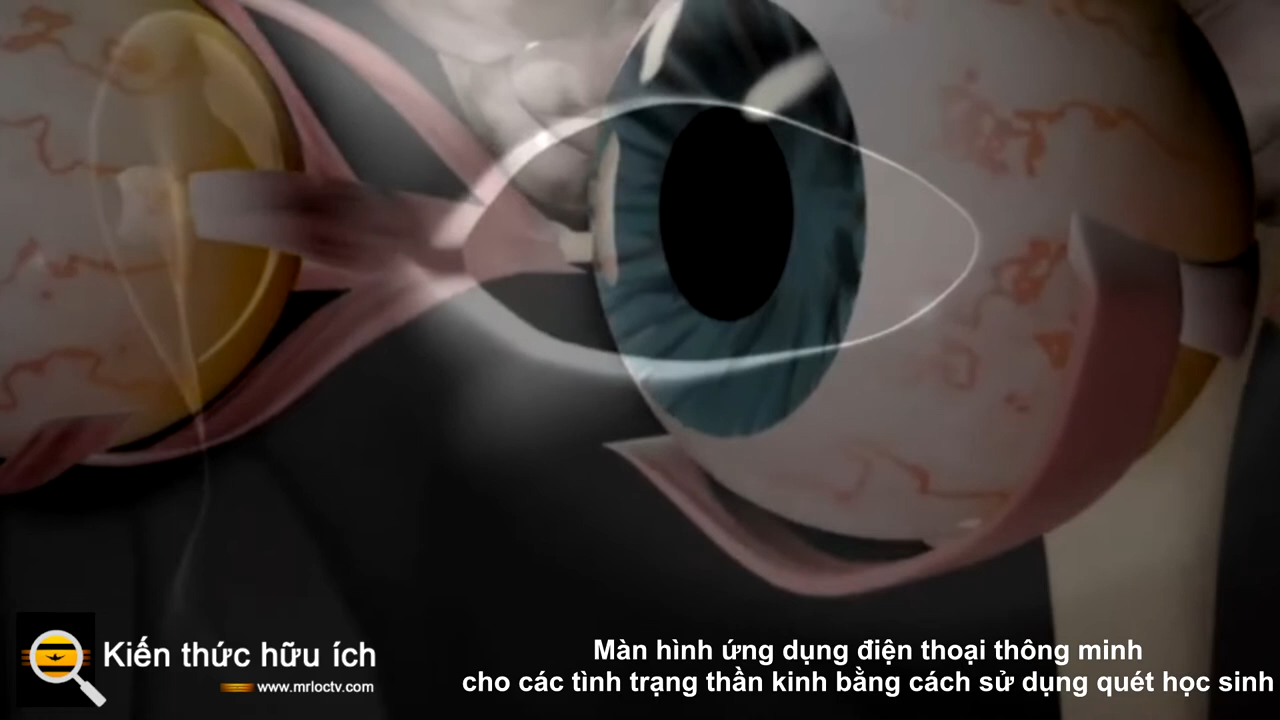 Kiến thức hữu ích
www.mrloctv.com
Màn hình ứng dụng điện thoại thông minh
cho các tình trạng thần kinh bằng cách sử dụng quét học sinh